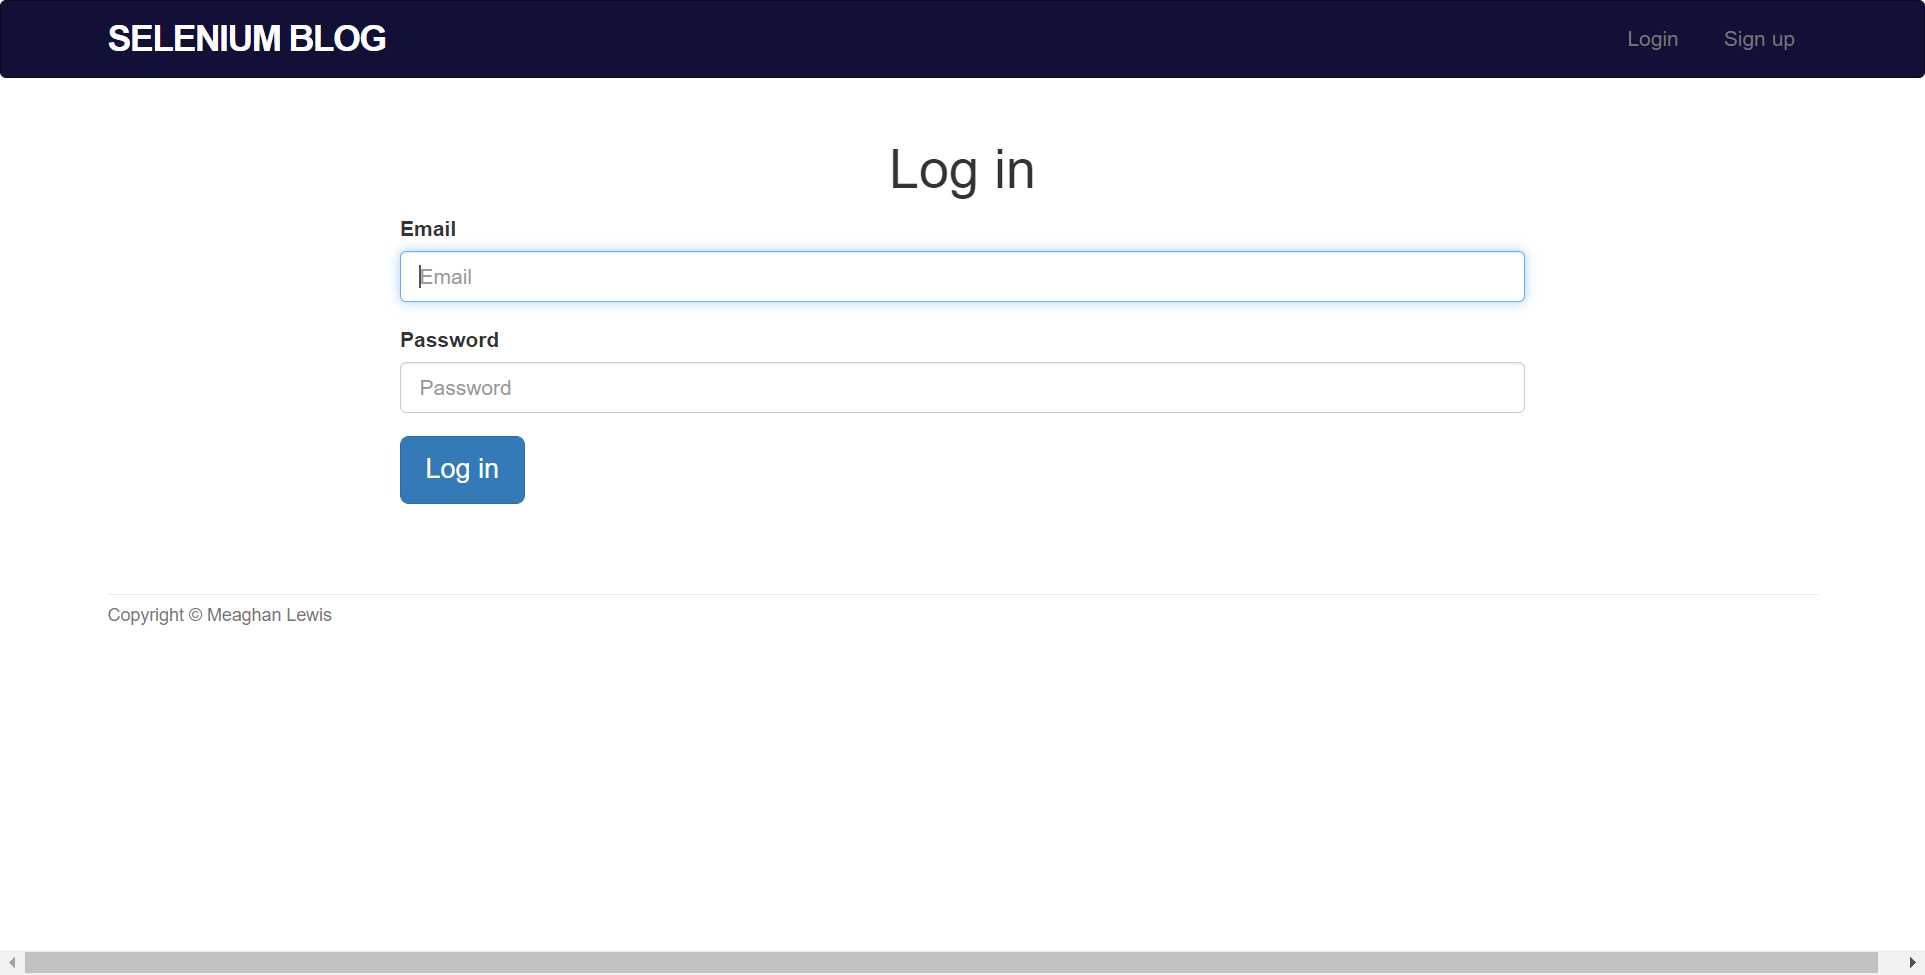 SELENIUM BLOG
Login
Sign up
Log in
Email
Email
Password
Password
Log in
Copyright © Meaghan Lewis